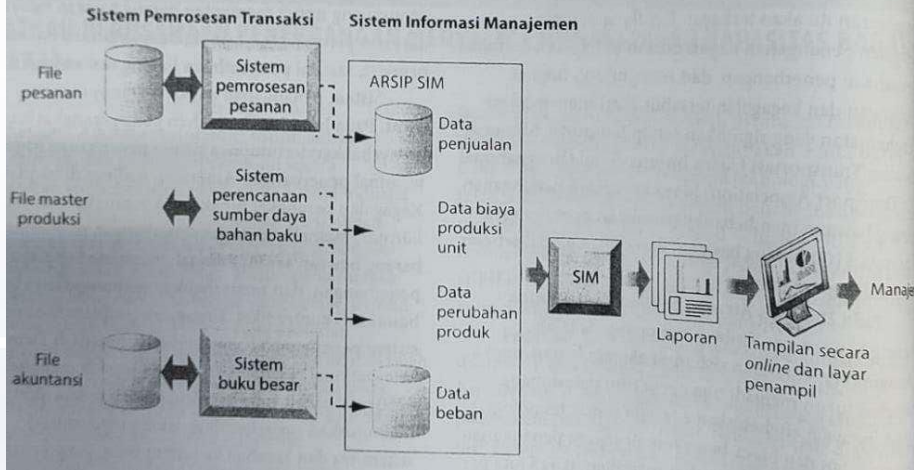 Sistem Pemrosesan Transaksi
Sistem Informasi Manajemen
File
pesanan
Sistem
pemrosesan
pesanan
ARSIP SIM
Data
penjualan
File master
produksi
Sistem
perencanaan
sumber daya
bahan baku
Data biaya
produksi
unit
Data
perubahan
produk
File
akuntansi
Sistem
buku besar
Data
beban
SIM
Laporan
Tampilan secara
online dan layar
penampil
Manaje